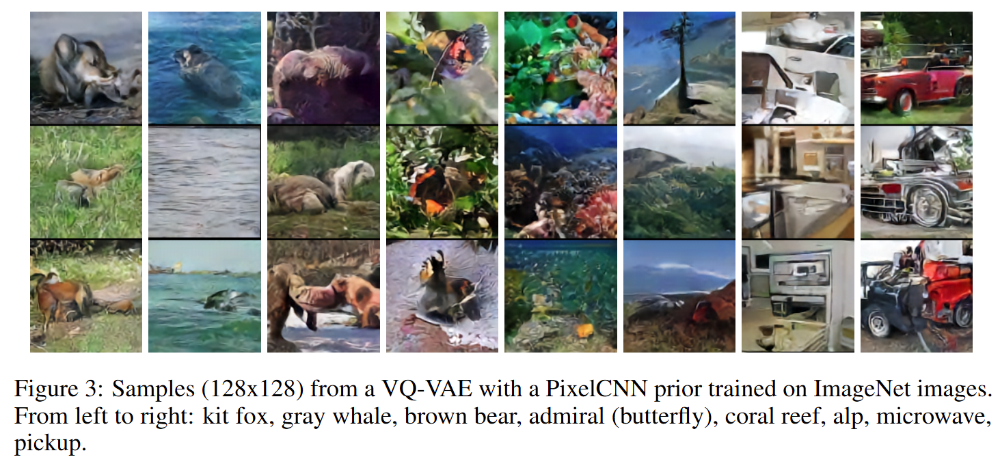 Figure 3: Samples (128x128) from a VQ-VAE with a PixelCNN prior trained on ImageNet images.
From left to right: kit fox, gray whale, brown bear, admiral (butterfly), coral reef, alp, microwave,
pickup.